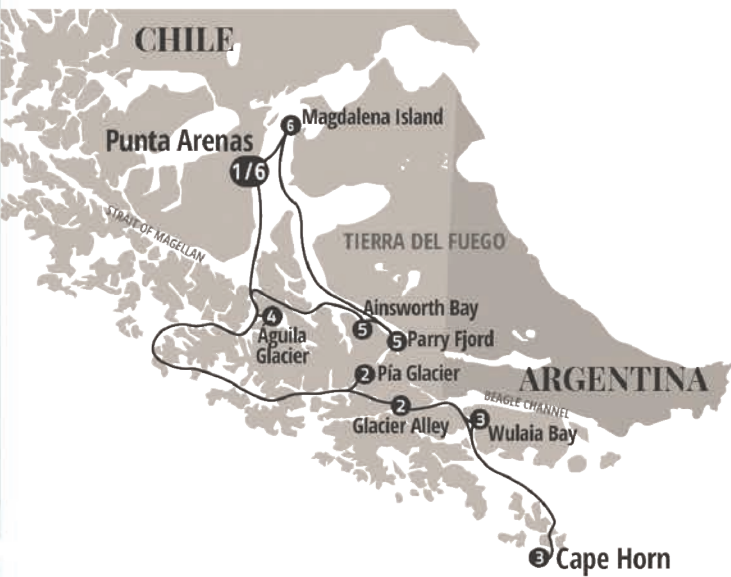 CHILE
6 Magdalena Island
Punta Arenas
1/6
STRAIT OF MAGELLAN
TIERRA DEL FUEGO
Ainsworth Bay
4
5
Aguila
Glacier
5 Parry Fjord
2 Pía Glacier
ARGENTINA
BEAGLE CHANNEL
2
Glacier Alley
3
Wulaia Bay
3 Cape Horn